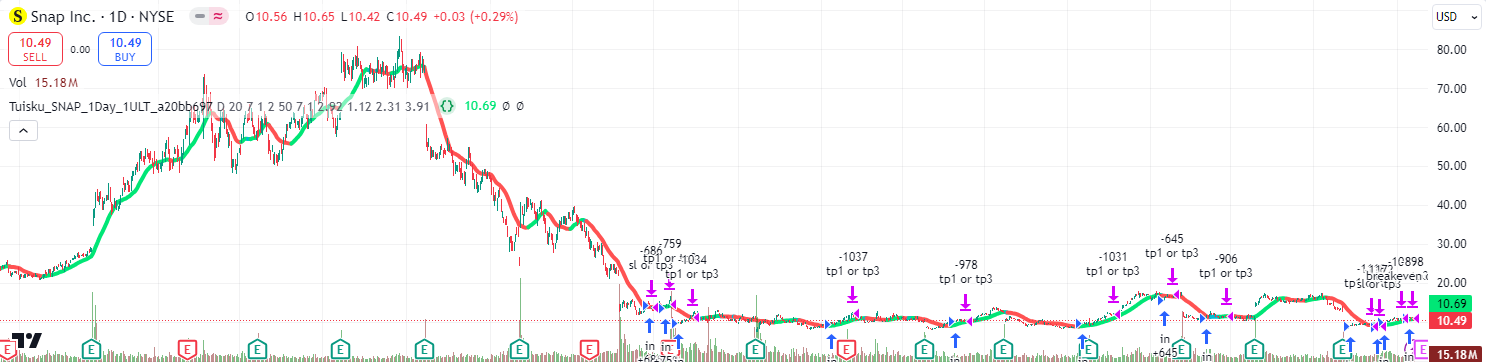 S Snap Inc. · 1D · NYSE O10.56 H10.65 L10.42 C10.49 +0.03 (+0.29%)
USD
10.49
SELL
0.00
10.49
BUY
Vol 15.18M
Tuisku_SNAP_1Day_1ULT_a20bb697 D 20 7 1 2 50 7 1 2.92 1.12 2.31 3.91 {} 10.69 Ø Ø
80.00
70.00
60.00
50.00
40.00
30.00
20.00
10.69
10.49
15.18M
-686
-759
-1034
tp1 or tp3
-1037
tp1 or tp3
-978
tp1 or tp3
-1031
tp1 or tp3
-645
tp1 or tp3
-906
tp1 or tp3
in
in
in
in
in
+645
in
E E E E E E E E E E E E E E E E E